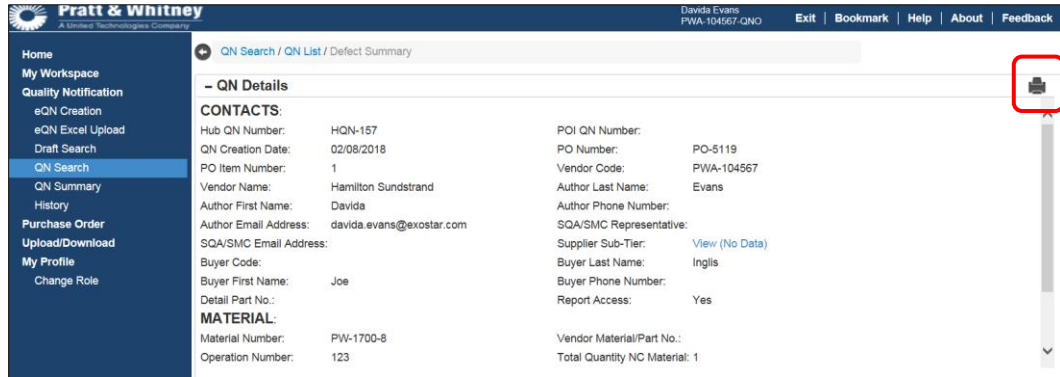 Pratt & Whitney
A United Technologies Company
Davida Evans
PWA-104567-QNO
Exit | Bookmark | Help | About | Feedback
Home
My Workspace
Quality Notification
eQN Creation
eQN Excel Upload
Draft Search
QN Search
QN Summary
History
Purchase Order
Upload/Download
My Profile
Change Role
QN Search / QN List / Defect Summary
– QN Details
CONTACTS:
Hub QN Number: HQN-157 POI QN Number:
QN Creation Date: 02/08/2018 PO Number: PO-5119
PO Item Number: 1 Vendor Code: PWA-104567
Vendor Name: Hamilton Sundstrand Author Last Name: Evans
Author First Name: Davida Author Phone Number:
Author Email Address: davida.evans@exostar.com SQA/SMC Representative:
SQA/SMC Email Address: Supplier Sub-Tier: View (No Data)
Buyer Code: Buyer Last Name: Inglis
Buyer First Name: Joe Buyer Phone Number:
Detail Part No.: Report Access: Yes
MATERIAL:
Material Number: PW-1700-8 Vendor Material/Part No.:
Operation Number: 123 Total Quantity NC Material: 1